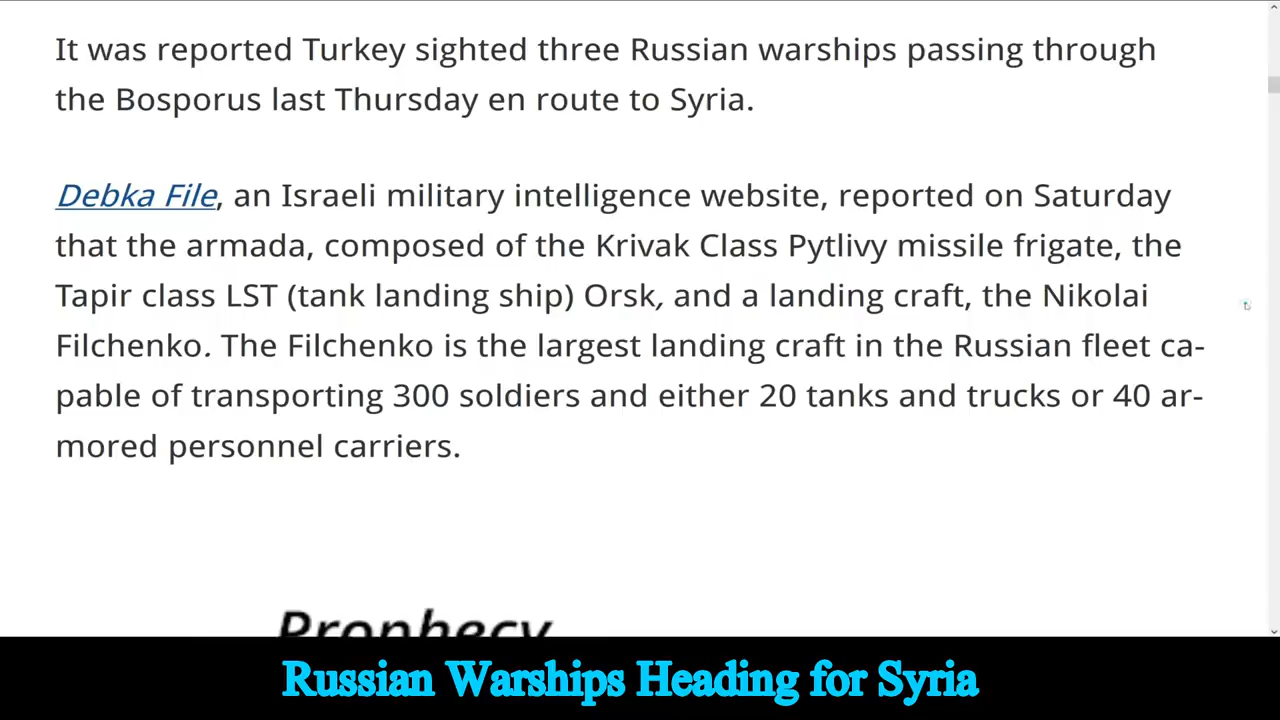 It was reported Turkey sighted three Russian warships passing through
the Bosporus last Thursday en route to Syria.
Debka File, an Israeli military intelligence website, reported on Saturday
that the armada, composed of the Krivak Class Pytlivy missile frigate, the
Tapir class LST (tank landing ship) Orsk, and a landing craft, the Nikolai
Filchenko. The Filchenko is the largest landing craft in the Russian fleet ca-
pable of transporting 300 soldiers and either 20 tanks and trucks or 40 ar-
mored personnel carriers.
Prophecy
Russian Warships Heading for Syria